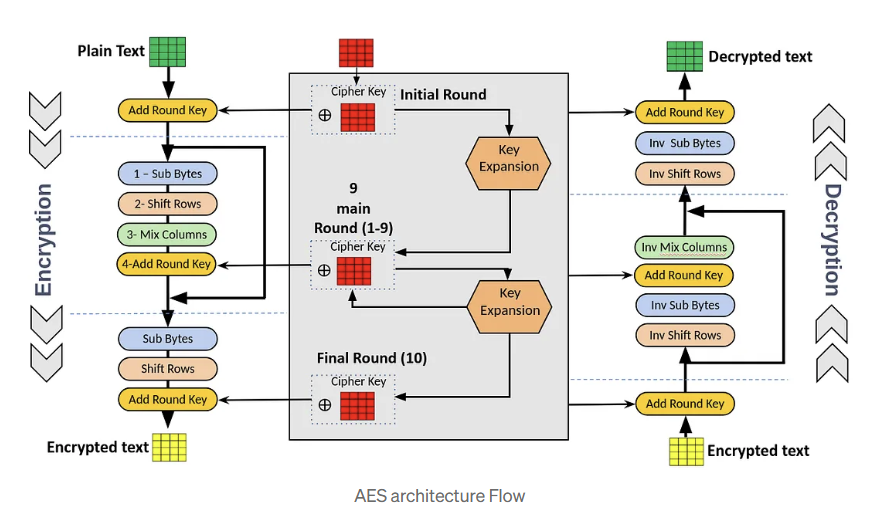 Plain Text
Add Round Key
1 – Sub Bytes
2- Shift Rows
3- Mix Columns
4-Add Round Key
Sub Bytes
Shift Rows
Add Round Key
Encrypted text
Encryption
Cipher Key
⊕
Initial Round
Key
Expansion
9
main
Round (1-9)
Cipher Key
⊕
Key
Expansion
Final Round (10)
Cipher Key
⊕
Decrypted text
Add Round Key
Inv Sub Bytes
Inv Shift Rows
Inv Mix Columns
Add Round Key
Inv Sub Bytes
Inv Shift Rows
Add Round Key
Encrypted text
Decryption
AES architecture Flow